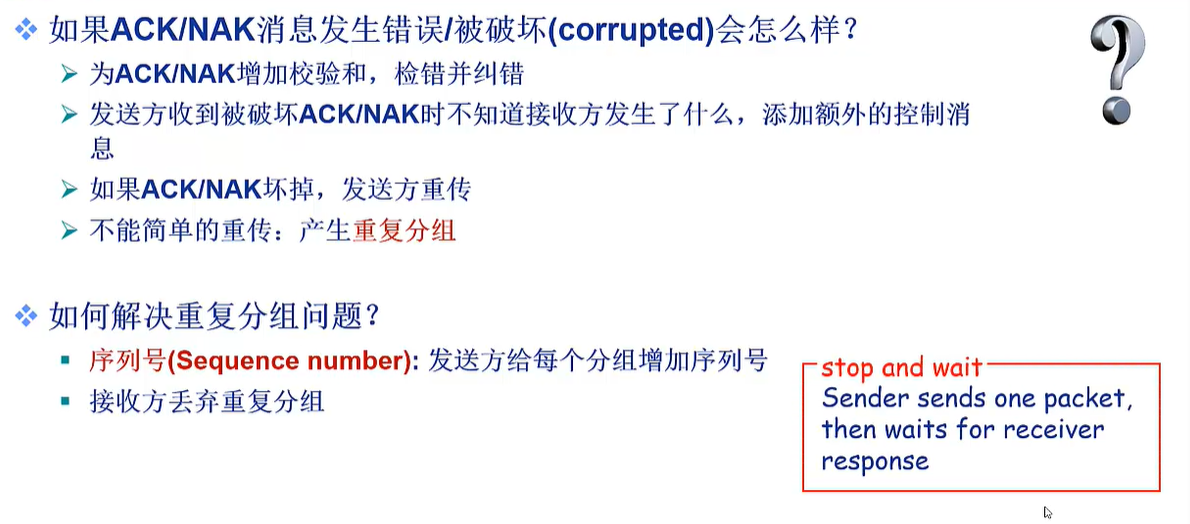 如果ACK/NAK消息发生错误/被破坏(corrupted)会怎么样？
为ACK/NAK增加校验和，检错并纠错
发送方收到被破坏ACK/NAK时不知道接收方发生了什么，添加额外的控制消
息
如果ACK/NAK坏掉，发送方重传
不能简单的重传：产生重复分组
如何解决重复分组问题？
序列号(Sequence number): 发送方给每个分组增加序列号
接收方丢弃重复分组
stop and wait
Sender sends one packet,
then waits for receiver
response